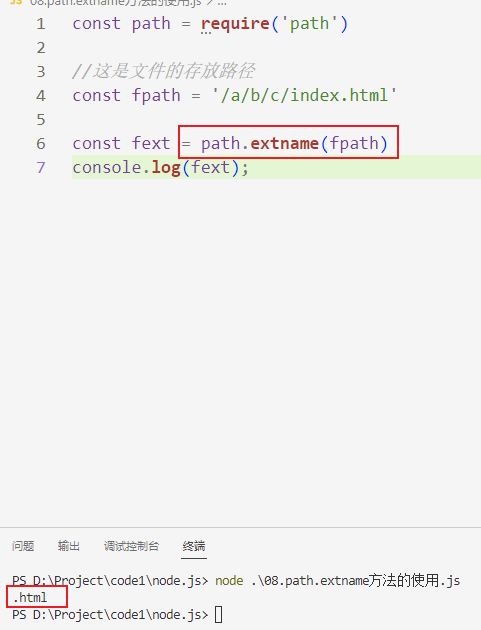 JS 08.path.extname方法的使用.js > ...
1 const path = require('path')
2
3 //这是文件的存放路径
4 const fpath = '/a/b/c/index.html'
5
6 const fext = path.extname(fpath)
7 console.log(fext);
问题 输出 调试控制台 终端
PS D:\Project\code1\node.js> node .\08.path.extname方法的使用.js
.html
PS D:\Project\code1\node.js>